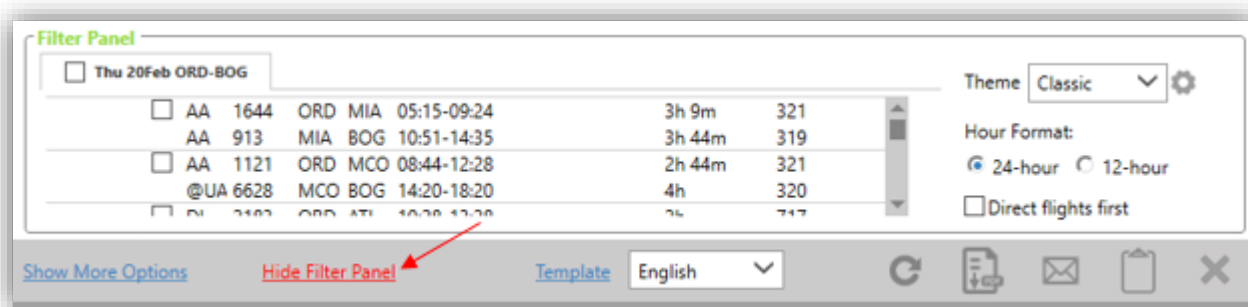 Filter Panel
Thu 20Feb ORD-BOG
AA 1644 ORD MIA 05:15-09:24 3h 9m 321
AA 913 MIA BOG 10:51-14:35 3h 44m 319
AA 1121 ORD MCO 08:44-12:28 2h 44m 321
@UA 6628 MCO BOG 14:20-18:20 4h 320
Theme Classic
Hour Format:
24-hour 12-hour
Direct flights first
Show More Options Hide Filter Panel Template English